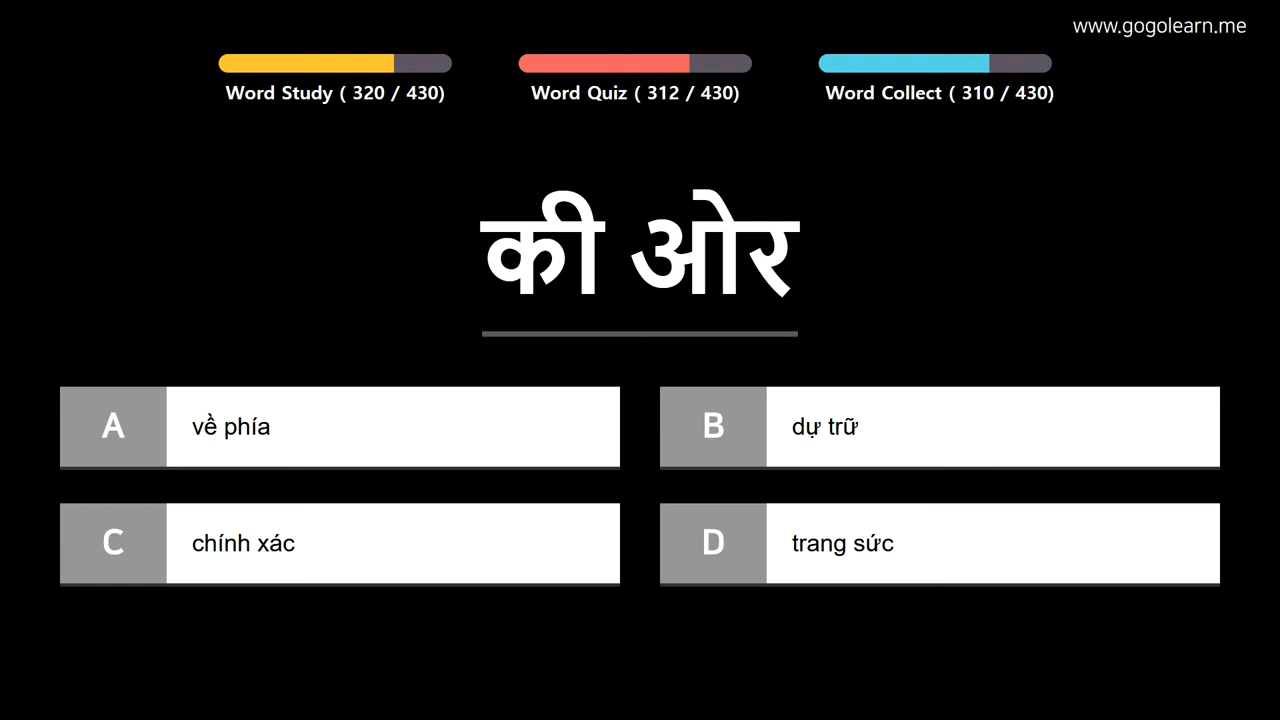 www.gogolearn.me
Word Study ( 320 / 430)
Word Quiz ( 312 / 430)
Word Collect ( 310 / 430)
की ओर
A
về phía
B
dự trữ
C
chính xác
D
trang sức